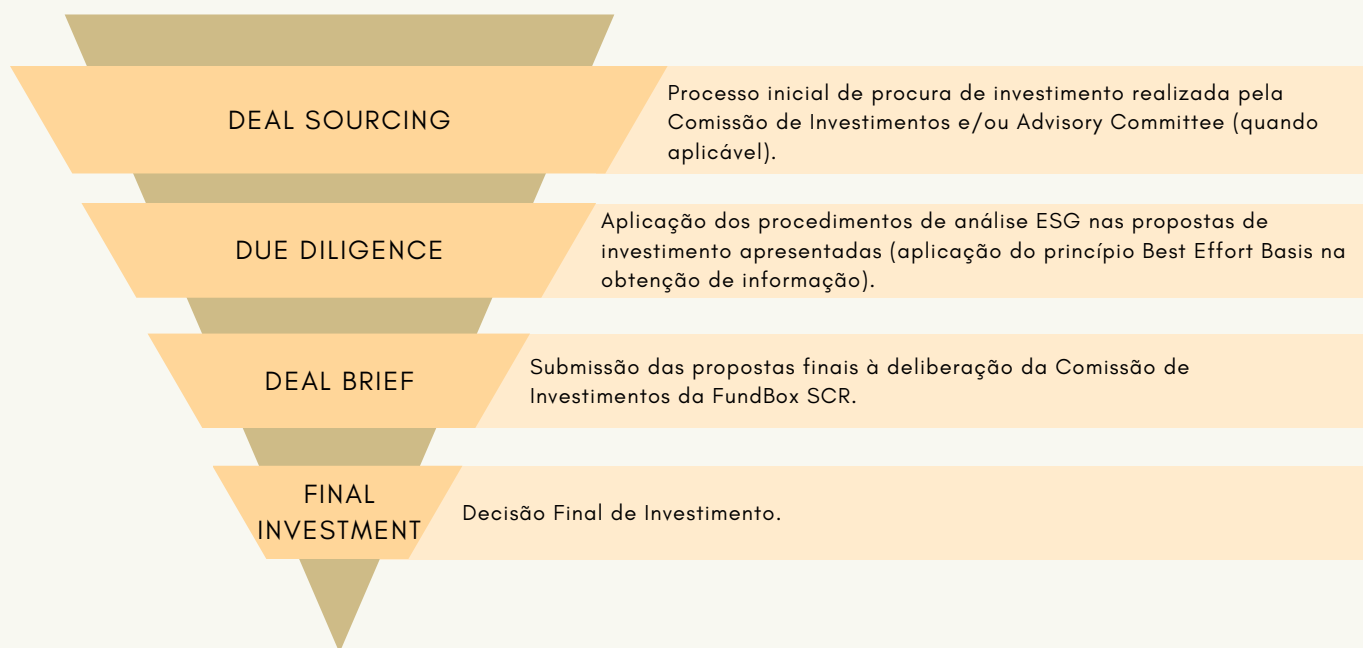 DEAL SOURCING
Processo inicial de procura de investimento realizada pela
Comissão de Investimentos e/ou Advisory Committee (quando
aplicável).
DUE DILIGENCE
Aplicação dos procedimentos de análise ESG nas propostas de
investimento apresentadas (aplicação do princípio Best Effort Basis na
obtenção de informação).
DEAL BRIEF
Submissão das propostas finais à deliberação da Comissão de
Investimentos da FundBox SCR.
FINAL
INVESTMENT
Decisão Final de Investimento.